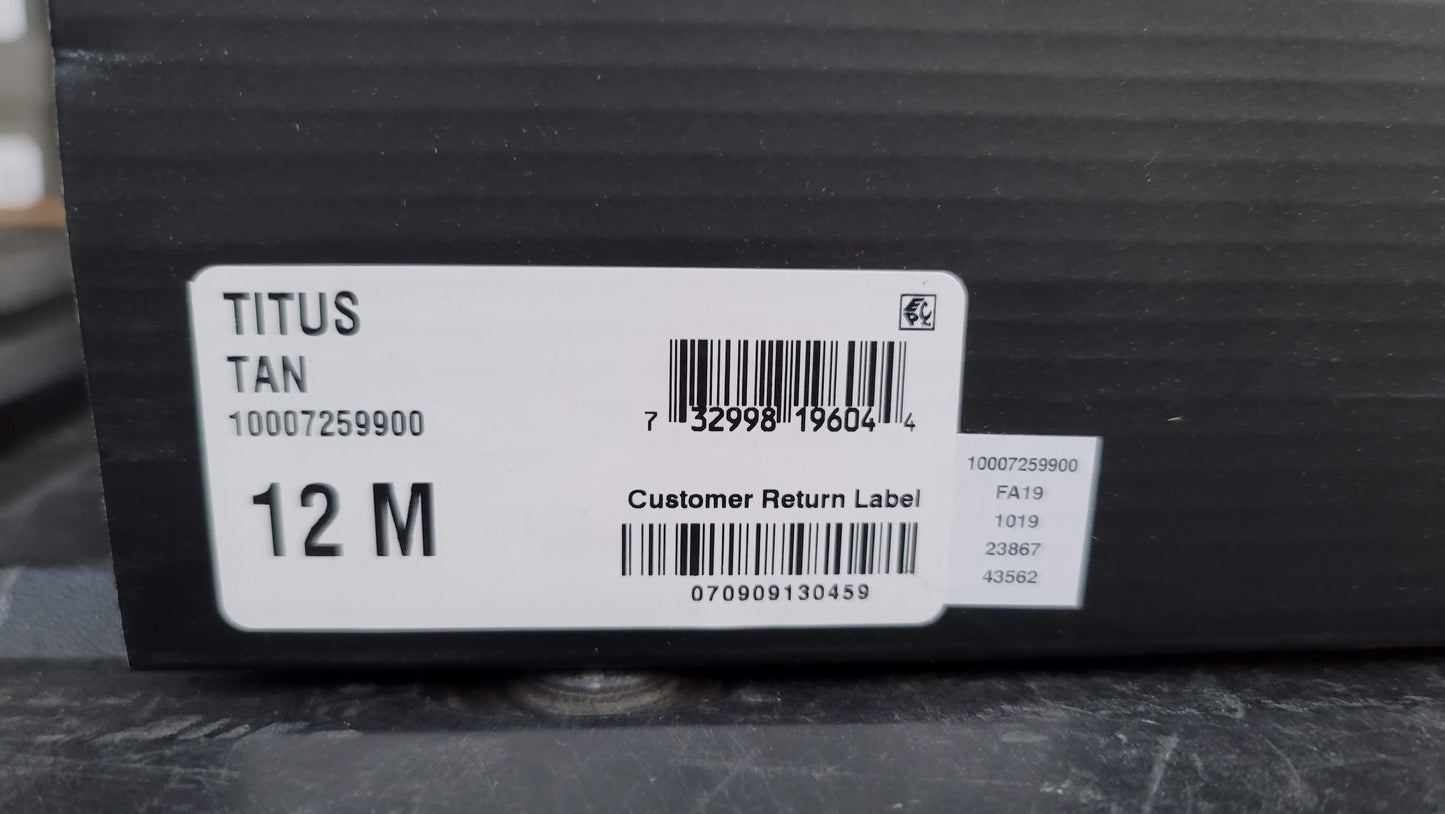 TITUS
TAN
10007259900
12 M
7 32998 19604 4
Customer Return Label
070909130459
10007259900
FA19
1019
23867
43562